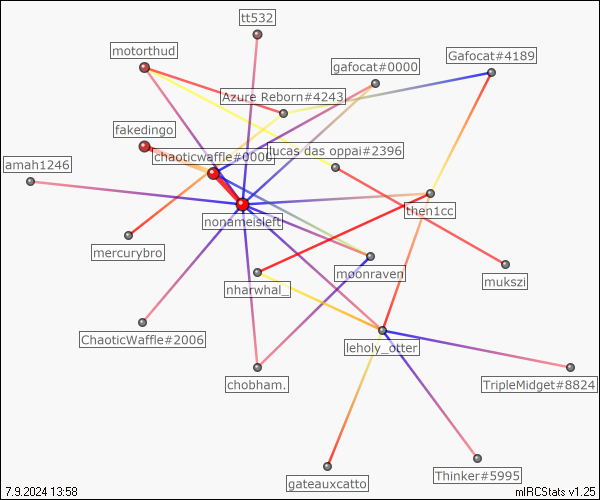 tt532
motorthud
Gafocat#4189
gafocat#0000
Azure Reborn#4243
fakedingo
lucas das oppai#2396
chaoticwaffle#0000
amah1246
then1cc
nonameisleft
mercurybro
moonraven
mukszi
nharwhal_
ChaoticWaffle#2006
leholy_otter
chobham.
TripleMidget#8824
Thinker#5995
gateauxcatto
7.9.2024 13:58
mIRCStats v1.25